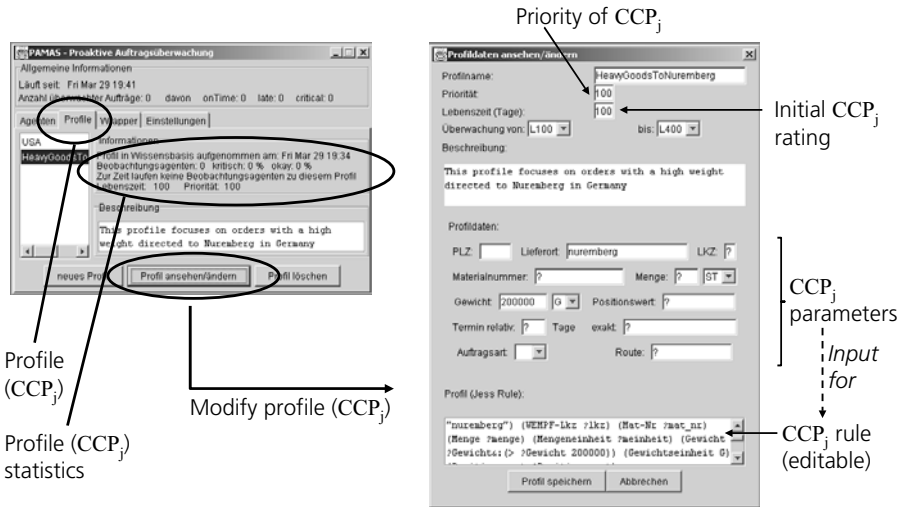 Priority of CCPj
PAMAS - Proaktive Auftragsüberwachung
Allgemeine Informationen
Läuft seit: Fri Mar 29 19:41
Anzahl überwachter Aufträge: 0 davon onTime: 0 late: 0 critical: 0
Agenten Profile Wrapper Einstellungen
USA
HeavyGoodsTo
Informationen
Profil in Wissensbasis aufgenommen am: Fri Mar 29 19:34
Beobachtungsagenten: 0 kritisch: 0 % okay: 0 %
Zur Zeit laufen keine Beobachtungsagenten zu diesem Profil
Lebenszeit: 100 Priorität: 100
Beschreibung
This profile focuses on orders with a high
weight directed to Nuremberg in Germany
neues Profil Profil ansehen/ändern Profil löschen
Profile
(CCPj)
Modify profile (CCPj)
Profile (CCPj)
statistics
Profildaten ansehen/ändern
Profilname: HeavyGoodsToNuremberg
Priorität: 100
Lebenszeit (Tage): 100
Überwachung von: L100 bis: L400
Beschreibung:
This profile focuses on orders with a high weight
directed to Nuremberg in Germany
Profildaten:
PLZ: Lieferort: nuremberg LKZ: ?
Materialnummer: ? Menge: ? ST
Gewicht: 200000 G Positionswert: ?
Termin relativ: ? Tage exakt: ?
Auftragsart: Route: ?
Profil (Jess Rule):
"nuremberg") (WEMPF-Lkz ?lkz) (Mat-Nr ?mat_nr)
(Menge ?menge) (Mengeneinheit ?meinheit) (Gewicht
?Gewicht&:(> ?Gewicht 200000)) (Gewichtseinheit G)
Profil speichern Abbrechen
Initial CCPj
rating
CCPj
parameters
Input
for
CCPj rule
(editable)